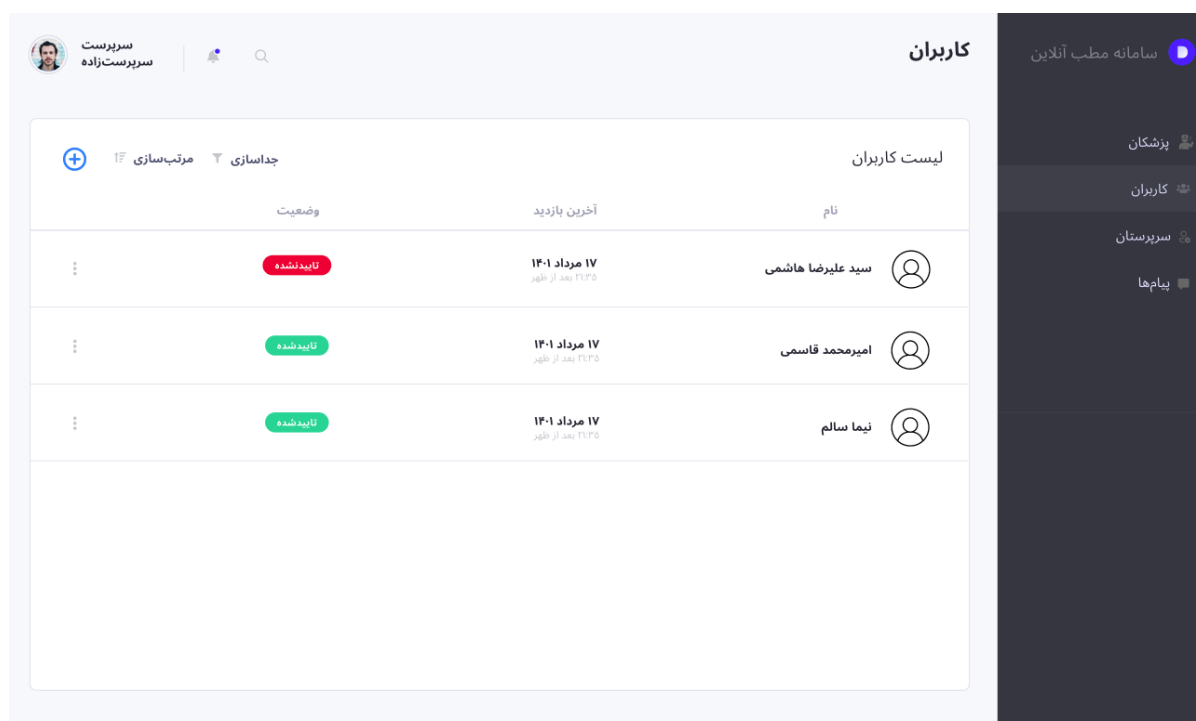 سامانه مطب آنلاین
پزشکان
کاربران
سرپرستان
پیام‌ها
کاربران
سرپرست
سرپرست‌زاده
لیست کاربران
جداسازی
مرتب‌سازی
نام
آخرین بازدید
وضعیت
سید علیرضا هاشمی
۱۷ مرداد ۱۴۰۱
۲۱:۳۵ بعد از ظهر
تاییدنشده
امیرمحمد قاسمی
۱۷ مرداد ۱۴۰۱
۲۱:۳۵ بعد از ظهر
تاییدشده
نیما سالم
۱۷ مرداد ۱۴۰۱
۲۱:۳۵ بعد از ظهر
تاییدشده